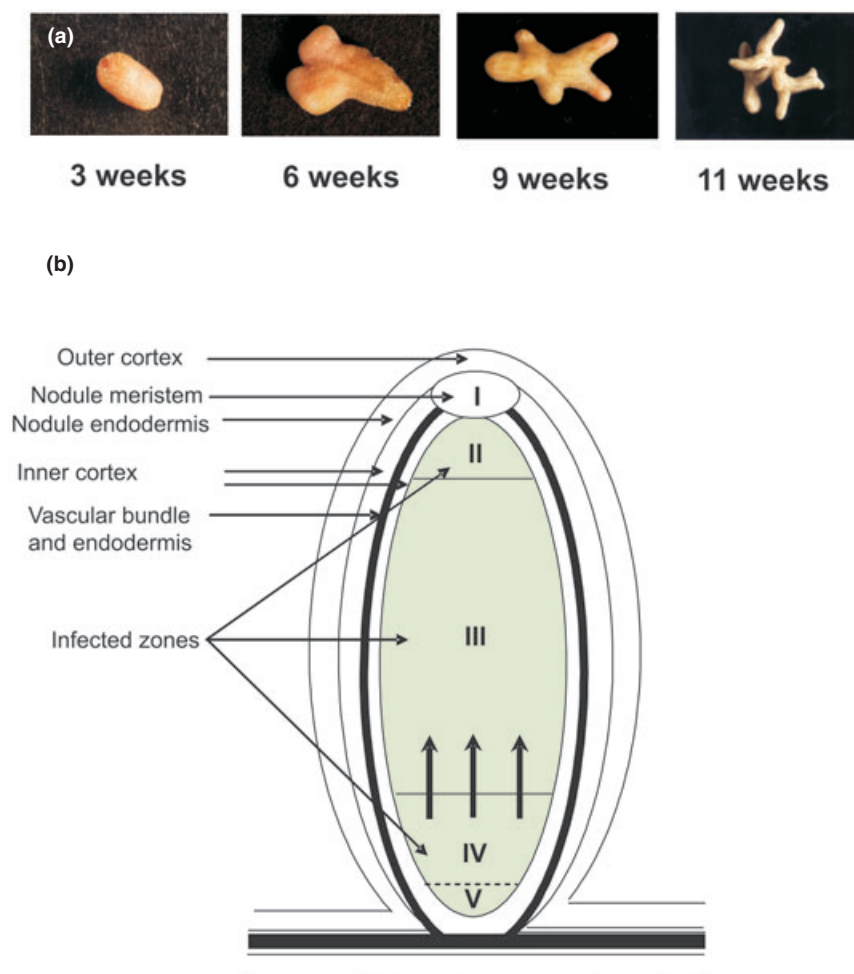 (a)
3 weeks
6 weeks
9 weeks
11 weeks
(b)
Outer cortex
Nodule meristem
Nodule endodermis
Inner cortex
Vascular bundle
and endodermis
Infected zones
I
II
III
IV
V